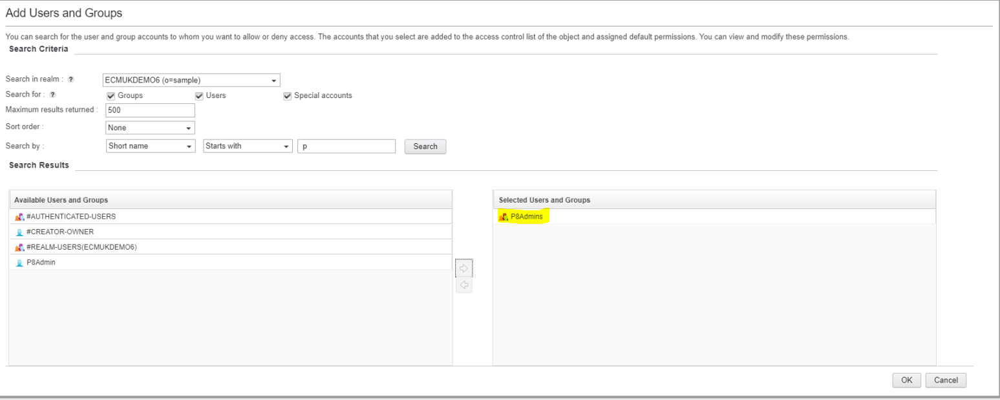 Add Users and Groups
You can search for the user and group accounts to whom you want to allow or deny access. The accounts that you select are added to the access control list of the object and assigned default permissions. You can view and modify these permissions.
Search Criteria
Search in realm : ? ECMUKDEMO6 (o=sample)
Search for : ? Groups Users Special accounts
Maximum results returned : 500
Sort order : None
Search by : Short name Starts with p Search
Search Results
Available Users and Groups Selected Users and Groups
#AUTHENTICATED-USERS P8Admins
#CREATOR-OWNER
#REALM-USERS(ECMUKDEMO6)
P8Admin
OK Cancel